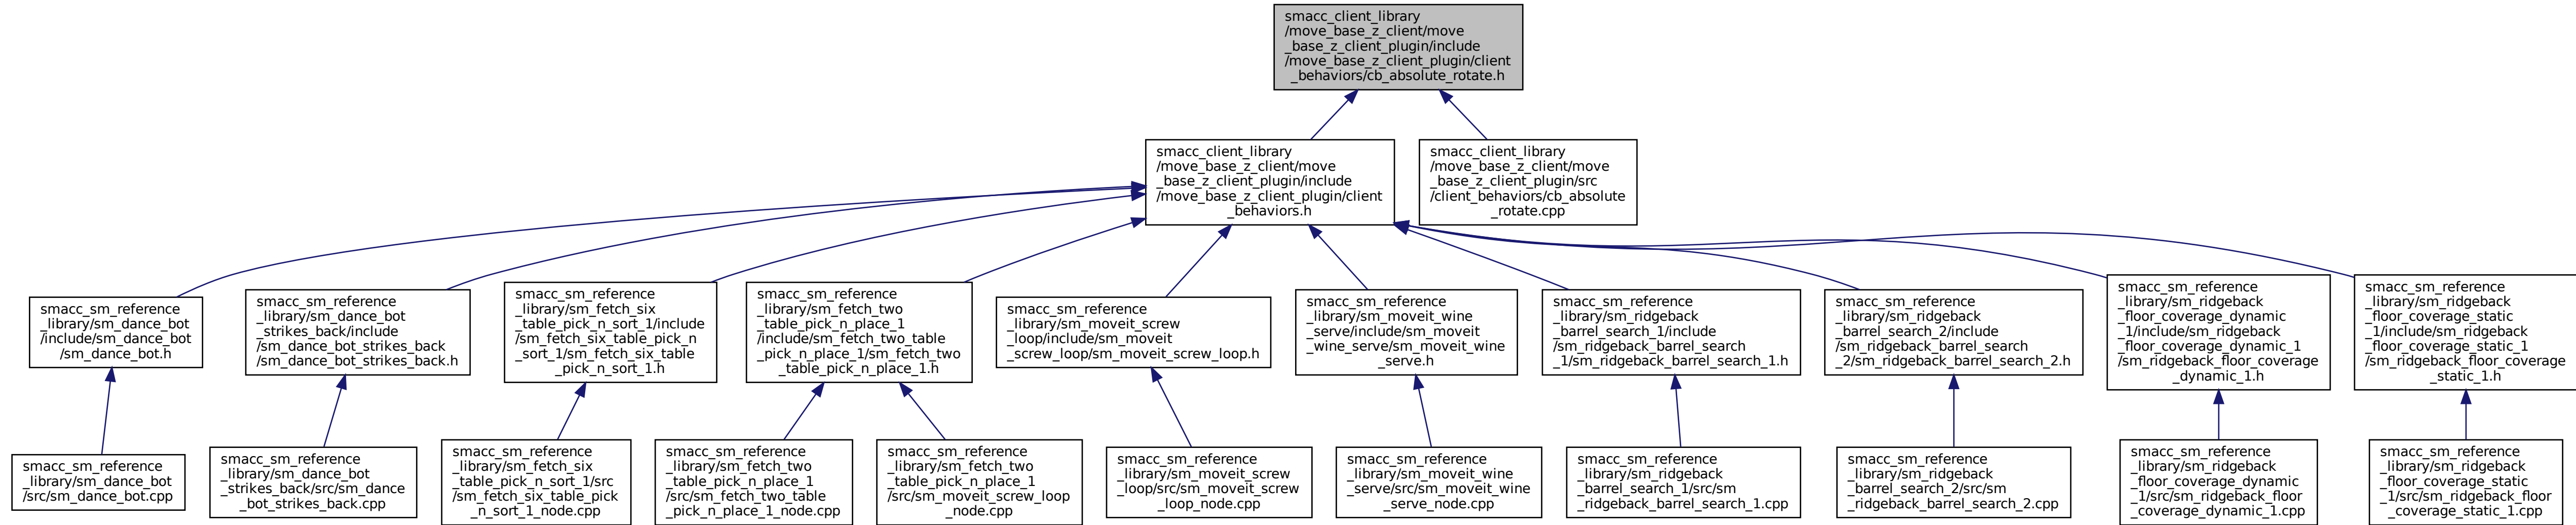 smacc_client_library
/move_base_z_client/move
_base_z_client_plugin/include
/move_base_z_client_plugin/client
_behaviors/cb_absolute_rotate.h
smacc_client_library
/move_base_z_client/move
_base_z_client_plugin/include
/move_base_z_client_plugin/client
_behaviors.h
smacc_client_library
/move_base_z_client/move
_base_z_client_plugin/src
/client_behaviors/cb_absolute
_rotate.cpp
smacc_sm_reference
_library/sm_dance_bot
/include/sm_dance_bot
/sm_dance_bot.h
smacc_sm_reference
_library/sm_dance_bot
_strikes_back/include
/sm_dance_bot_strikes_back
/sm_dance_bot_strikes_back.h
smacc_sm_reference
_library/sm_fetch_six
_table_pick_n_sort_1/include
/sm_fetch_six_table_pick_n
_sort_1/sm_fetch_six_table
_pick_n_sort_1.h
smacc_sm_reference
_library/sm_fetch_two
_table_pick_n_place_1
/include/sm_fetch_two_table
_pick_n_place_1/sm_fetch_two
_table_pick_n_place_1.h
smacc_sm_reference
_library/sm_moveit_screw
_loop/include/sm_moveit
_screw_loop/sm_moveit_screw_loop.h
smacc_sm_reference
_library/sm_moveit_wine
_serve/include/sm_moveit
_wine_serve/sm_moveit_wine
_serve.h
smacc_sm_reference
_library/sm_ridgeback
_barrel_search_1/include
/sm_ridgeback_barrel_search
_1/sm_ridgeback_barrel_search_1.h
smacc_sm_reference
_library/sm_ridgeback
_barrel_search_2/include
/sm_ridgeback_barrel_search
_2/sm_ridgeback_barrel_search_2.h
smacc_sm_reference
_library/sm_ridgeback
_floor_coverage_dynamic
_1/include/sm_ridgeback
_floor_coverage_dynamic_1
/sm_ridgeback_floor_coverage
_dynamic_1.h
smacc_sm_reference
_library/sm_ridgeback
_floor_coverage_static
_1/include/sm_ridgeback
_floor_coverage_static_1
/sm_ridgeback_floor_coverage
_static_1.h
smacc_sm_reference
_library/sm_dance_bot
/src/sm_dance_bot.cpp
smacc_sm_reference
_library/sm_dance_bot
_strikes_back/src/sm_dance
_bot_strikes_back.cpp
smacc_sm_reference
_library/sm_fetch_six
_table_pick_n_sort_1/src
/sm_fetch_six_table_pick
_n_sort_1_node.cpp
smacc_sm_reference
_library/sm_fetch_two
_table_pick_n_place_1
/src/sm_fetch_two_table
_pick_n_place_1_node.cpp
smacc_sm_reference
_library/sm_fetch_two
_table_pick_n_place_1
/src/sm_moveit_screw_loop
_node.cpp
smacc_sm_reference
_library/sm_moveit_screw
_loop/src/sm_moveit_screw
_loop_node.cpp
smacc_sm_reference
_library/sm_moveit_wine
_serve/src/sm_moveit_wine
_serve_node.cpp
smacc_sm_reference
_library/sm_ridgeback
_barrel_search_1/src/sm
_ridgeback_barrel_search_1.cpp
smacc_sm_reference
_library/sm_ridgeback
_barrel_search_2/src/sm
_ridgeback_barrel_search_2.cpp
smacc_sm_reference
_library/sm_ridgeback
_floor_coverage_dynamic
_1/src/sm_ridgeback_floor
_coverage_dynamic_1.cpp
smacc_sm_reference
_library/sm_ridgeback
_floor_coverage_static
_1/src/sm_ridgeback_floor
_coverage_static_1.cpp